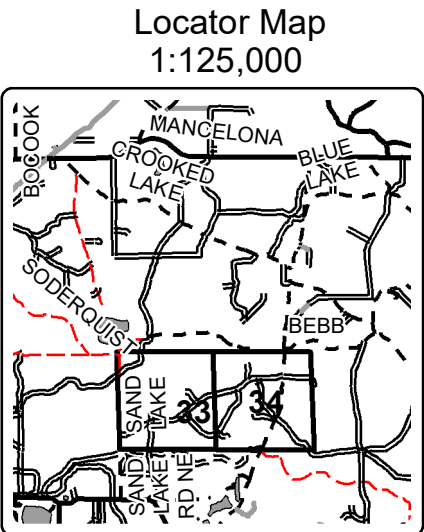 Locator Map
1:125,000
BOCOOK
MANCELONA
CROOKED
LAKE
BLUE
LAKE
SODERQUIST
BEBB
SAND
LAKE
33
34
SAND
LAKE
RD NE